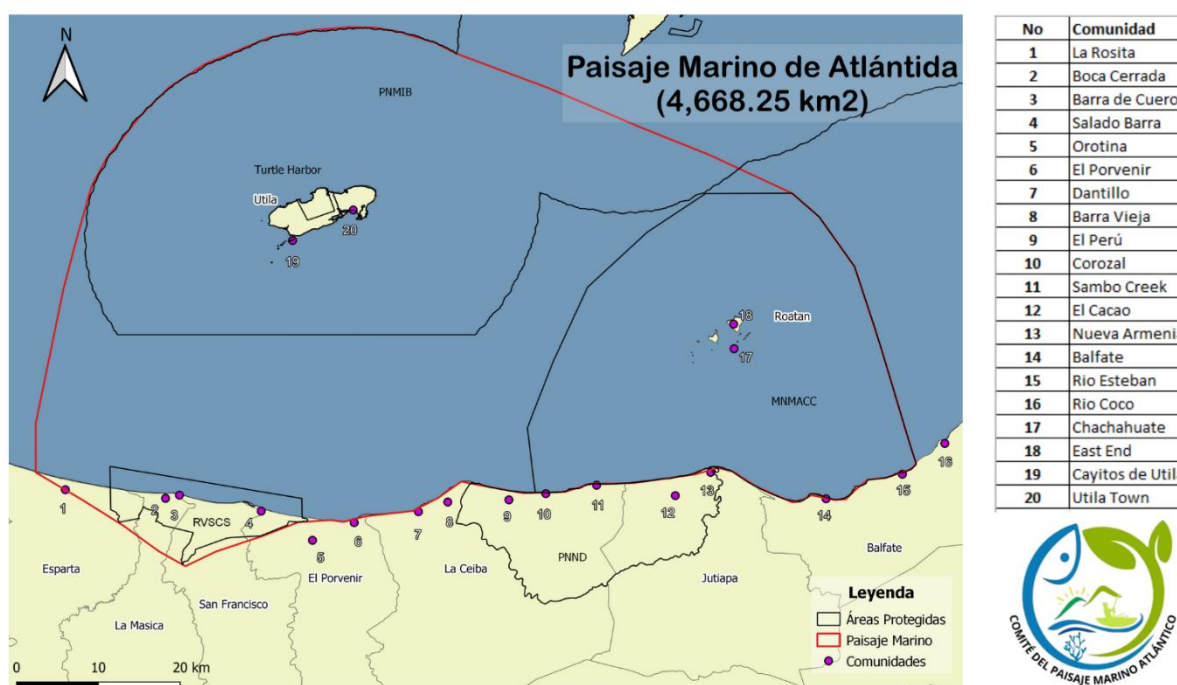 N
Paisaje Marino de Atlántida
(4,668.25 km2)
PNMIB
Turtle Harbor
Utila
20
19
18
Roatan
17
MNMACC
16
15
14
13
12
11
10
9
8
7
6
5
4
3
2
1
RVSCS
PNND
Esparta
La Masica
San Francisco
El Porvenir
La Ceiba
Jutiapa
Balfate
0 10 20 km
Leyenda
Áreas Protegidas
Paisaje Marino
Comunidades
No Comunidad
1 La Rosita
2 Boca Cerrada
3 Barra de Cuero
4 Salado Barra
5 Orotina
6 El Porvenir
7 Dantillo
8 Barra Vieja
9 El Perú
10 Corozal
11 Sambo Creek
12 El Cacao
13 Nueva Armeni
14 Balfate
15 Rio Esteban
16 Rio Coco
17 Chachahuate
18 East End
19 Cayitos de Util
20 Utila Town
COMITÉ DEL PAISAJE MARINO ATLÁNTICO